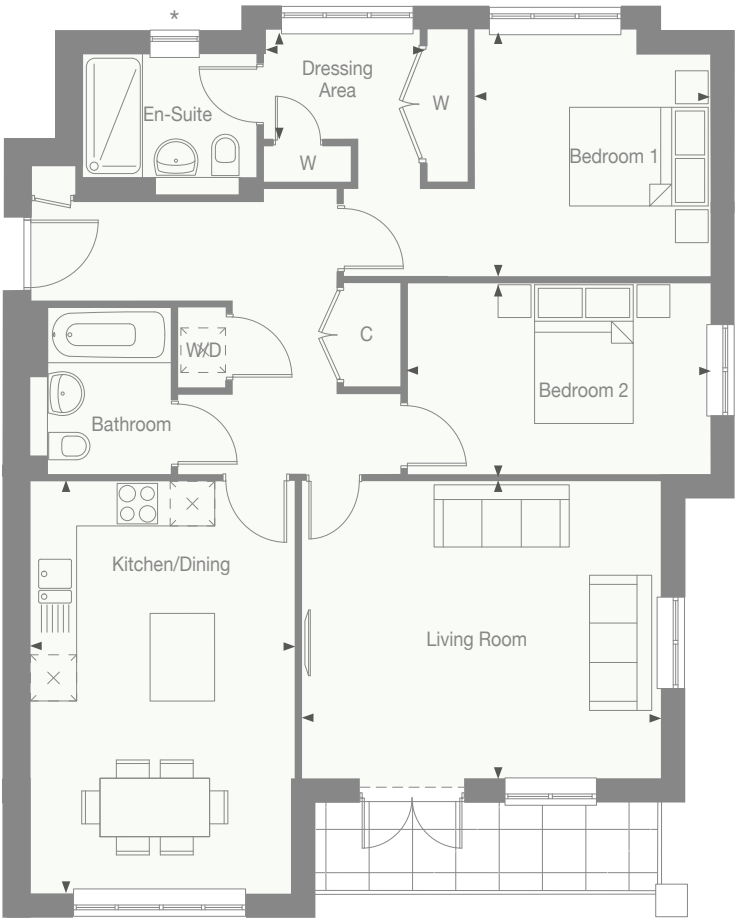 *
Dressing
Area
En-Suite
W
W
Bedroom 1
W/D
C
Bedroom 2
Bathroom
Kitchen/Dining
Living Room